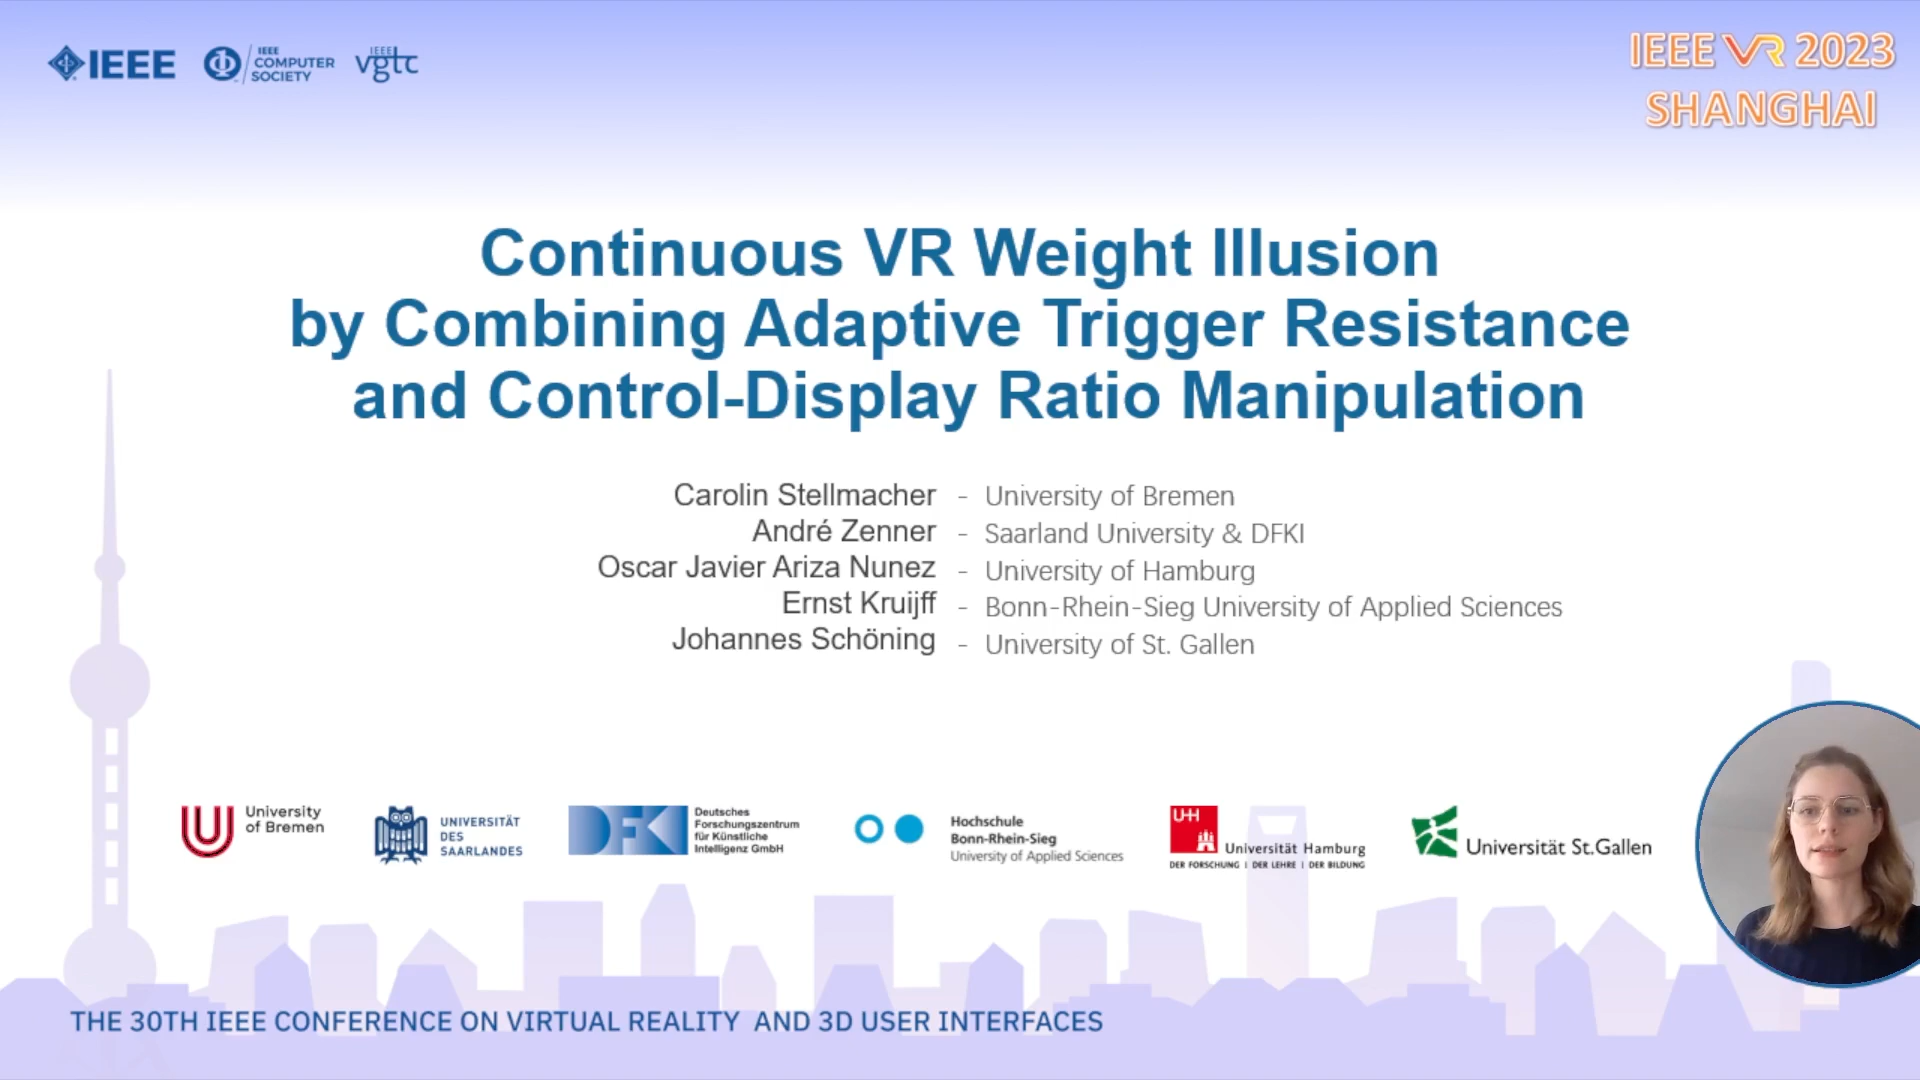 IEEE
IEEE COMPUTER SOCIETY
IEEE vgtc
IEEE VR 2023
SHANGHAI
Continuous VR Weight Illusion
by Combining Adaptive Trigger Resistance
and Control-Display Ratio Manipulation
Carolin Stellmacher - University of Bremen
André Zenner - Saarland University & DFKI
Oscar Javier Ariza Nunez - University of Hamburg
Ernst Kruijff - Bonn-Rhein-Sieg University of Applied Sciences
Johannes Schöning - University of St. Gallen
University
of Bremen
UNIVERSITÄT
DES
SAARLANDES
DFKI
Deutsches
Forschungszentrum
für Künstliche
Intelligenz GmbH
Hochschule
Bonn-Rhein-Sieg
University of Applied Sciences
UH
Universität Hamburg
DER FORSCHUNG | DER LEHRE | DER BILDUNG
Universität St.Gallen
THE 30TH IEEE CONFERENCE ON VIRTUAL REALITY AND 3D USER INTERFACES